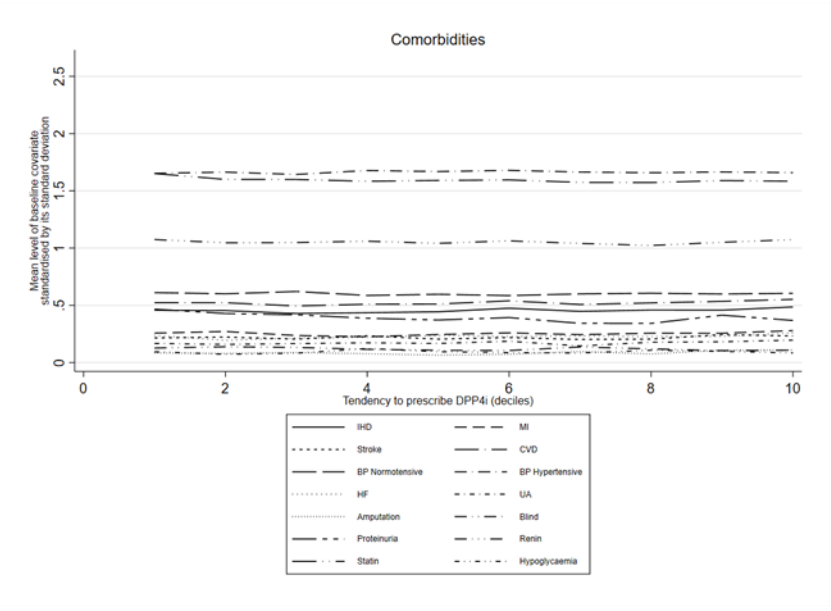 Comorbidities
Mean level of baseline covariate
standardised by its standard deviation
2.5
2
1.5
1
.5
0
0 2 4 6 8 10
Tendency to prescribe DPP4i (deciles)
IHD MI
Stroke CVD
BP Normotensive BP Hypertensive
HF UA
Amputation Blind
Proteinuria Renin
Statin Hypoglycaemia